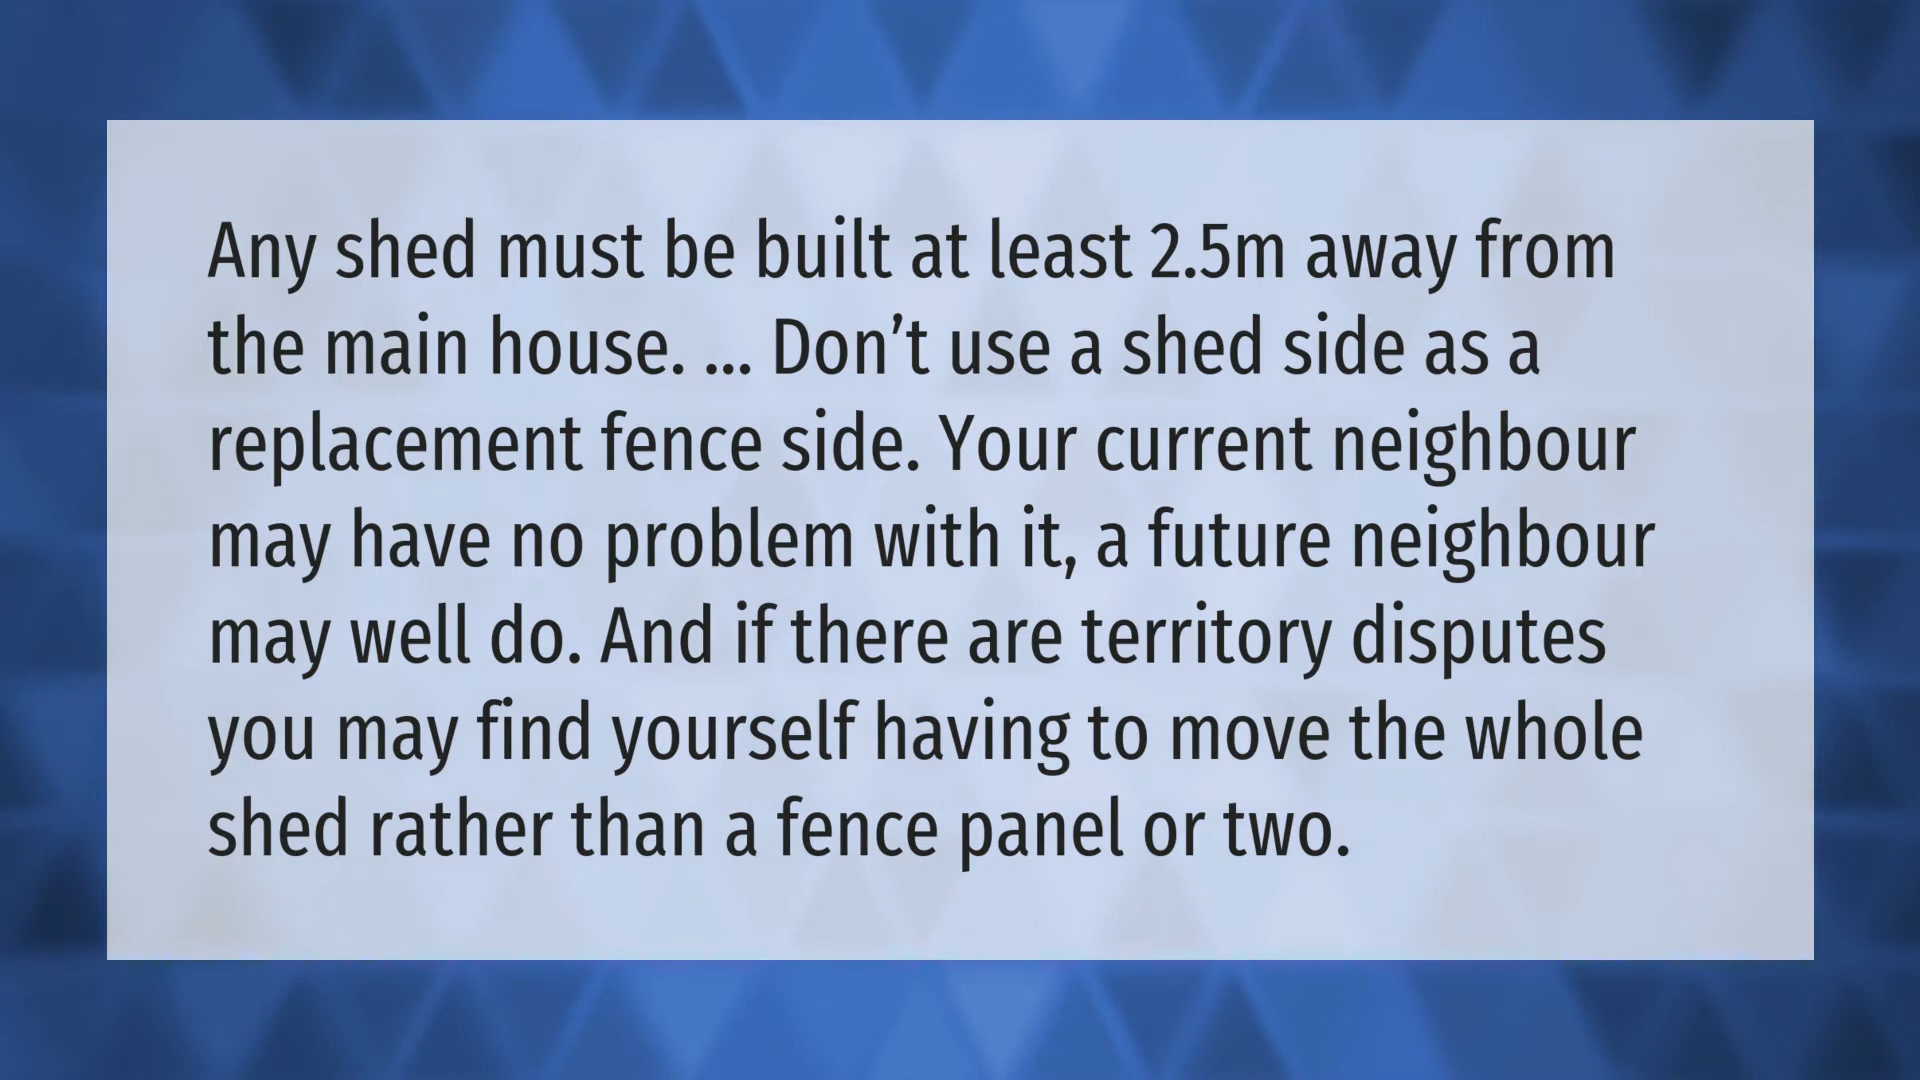 Any shed must be built at least 2.5m away from
the main house. ... Don’t use a shed side as a
replacement fence side. Your current neighbour
may have no problem with it, a future neighbour
may well do. And if there are territory disputes
you may find yourself having to move the whole
shed rather than a fence panel or two.